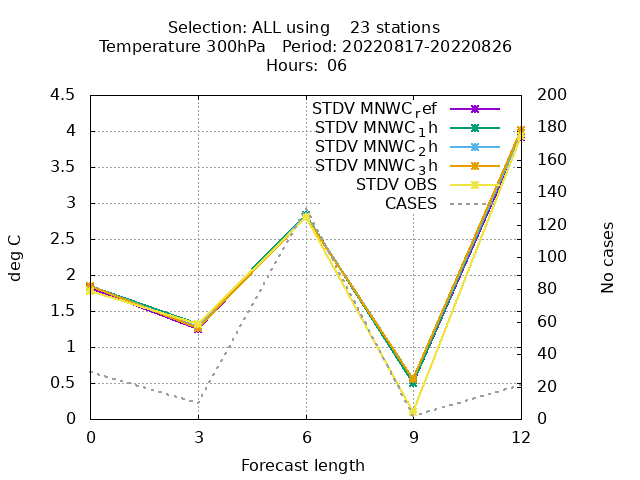 Selection: ALL using    23 stations
Temperature 300hPa   Period: 20220817-20220826
Hours:  06
4.5
4
3.5
3
2.5
2
1.5
1
0.5
0
deg C
STDV MNWC_ref
STDV MNWC_1h
STDV MNWC_2h
STDV MNWC_3h
STDV OBS
CASES
200
180
160
140
120
100
80
60
40
20
0
No cases
0 3 6 9 12
Forecast length